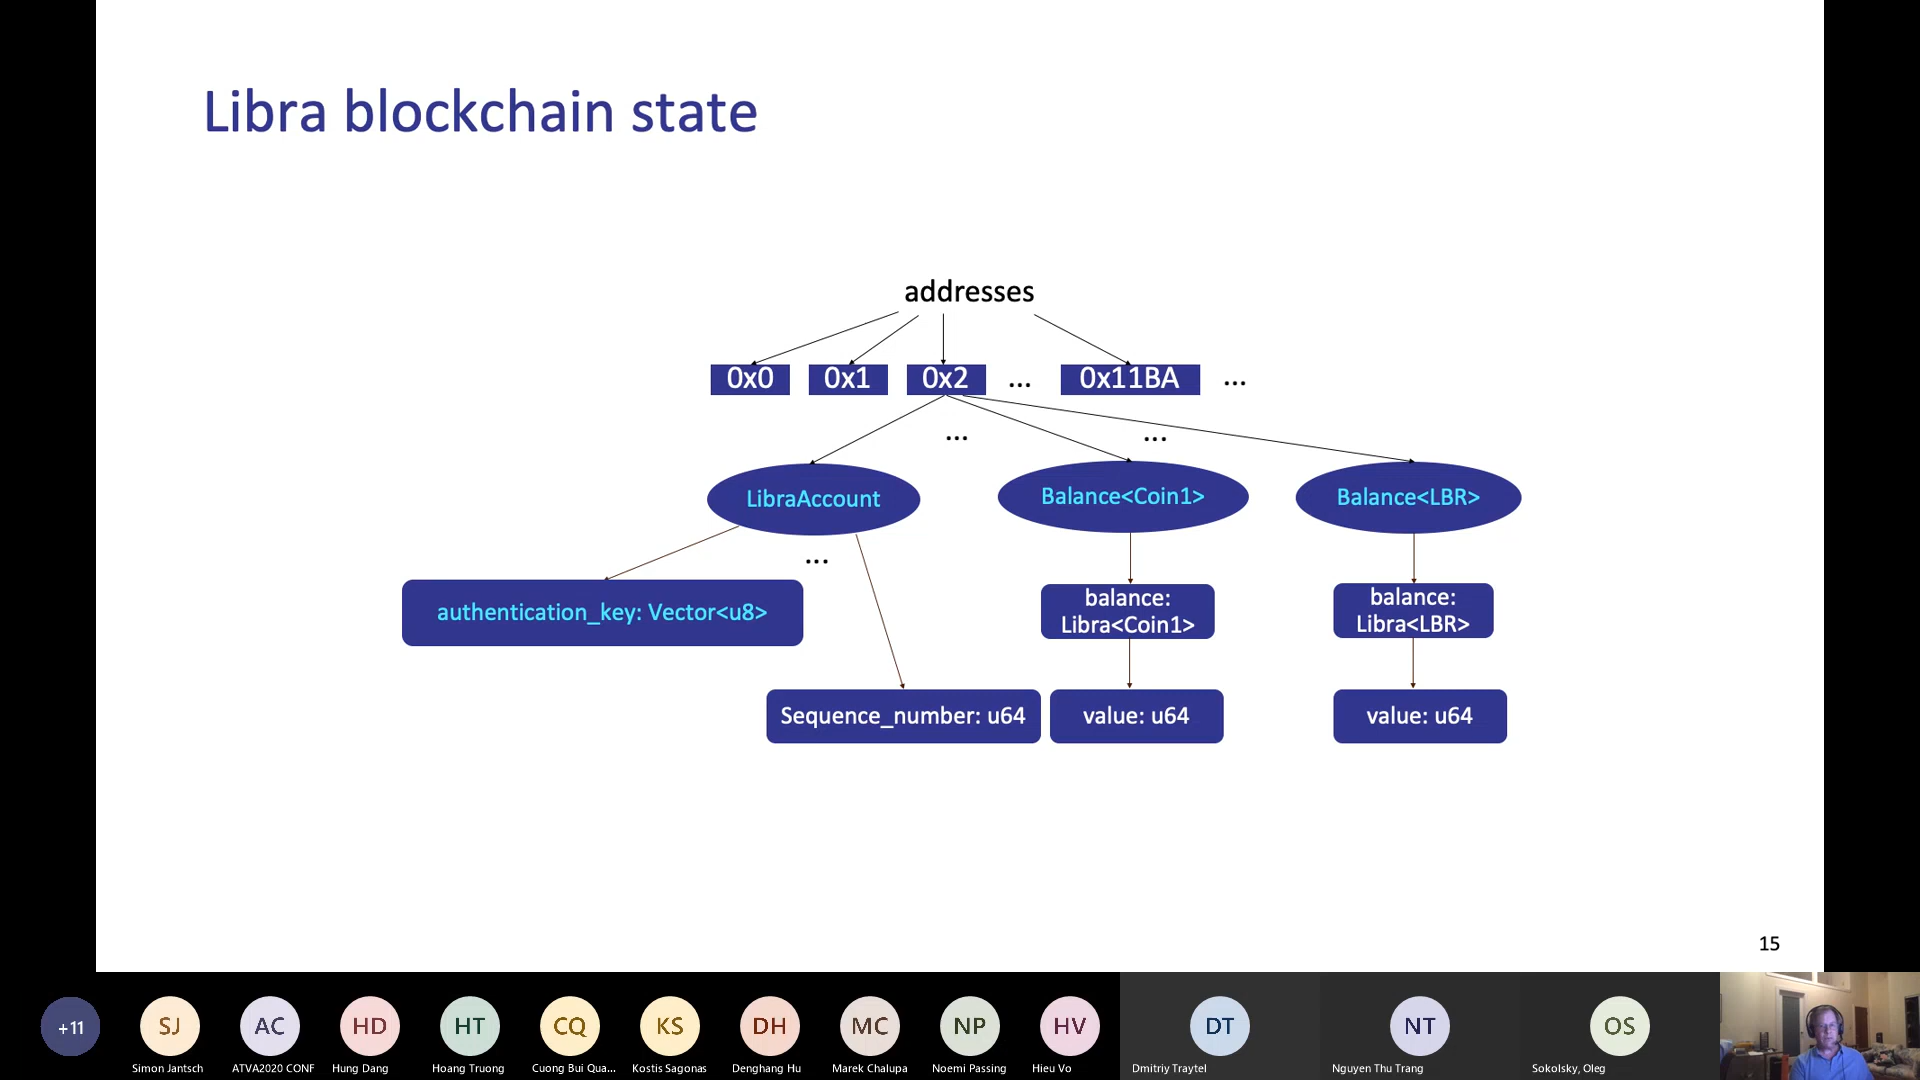 Libra blockchain state
addresses
0x0 0x1 0x2 ... 0x11BA ...
... ...
LibraAccount Balance<Coin1> Balance<LBR>
...
authentication_key: Vector<u8>
balance:
Libra<Coin1>
balance:
Libra<LBR>
Sequence_number: u64 value: u64 value: u64
15
+11 SJ AC HD HT CQ KS DH MC NP HV DT NT OS
Simon Jantsch ATVA2020 CONF Hung Dang Hoang Truong Cuong Bui Qua... Kostis Sagonas Denghang Hu Marek Chalupa Noemi Passing Hieu Vo Dmitriy Traytel Nguyen Thu Trang Sokolsky, Oleg